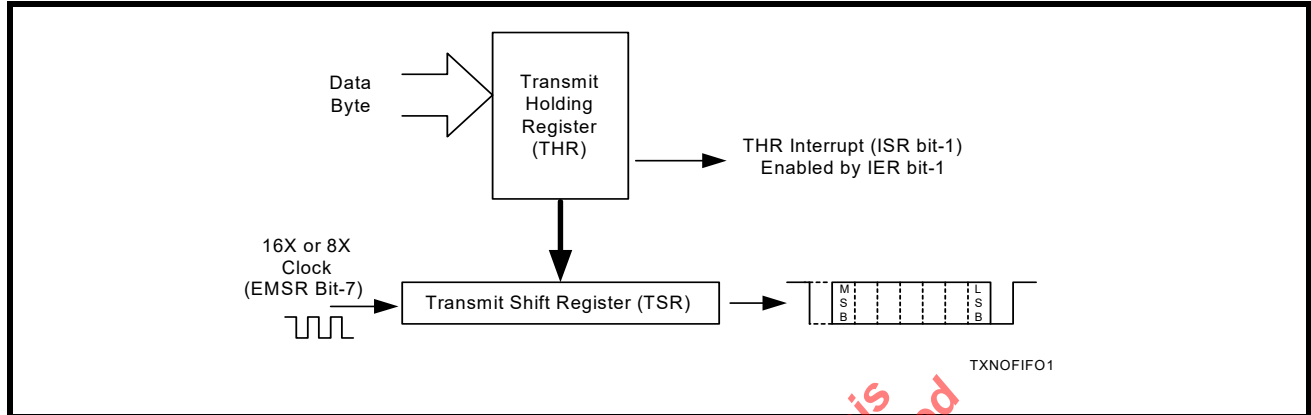 Data
Byte
Transmit
Holding
Register
(THR)
THR Interrupt (ISR bit-1)
Enabled by IER bit-1
16X or 8X
Clock
(EMSR Bit-7)
Transmit Shift Register (TSR)
M
S
B
L
S
B
TXNOFIFO1
is